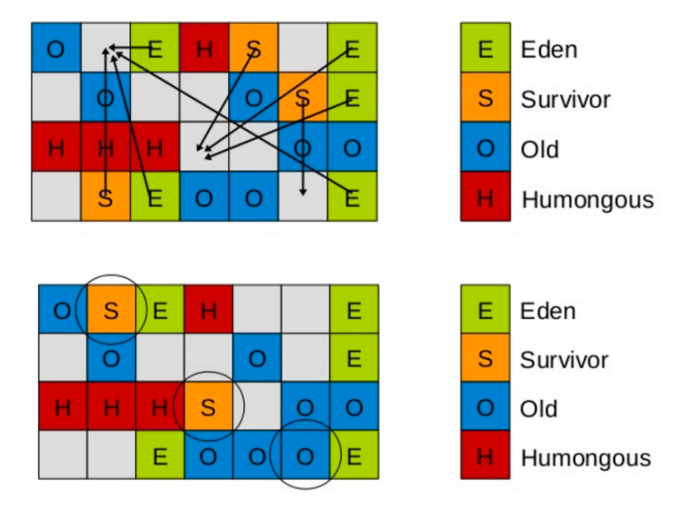 O E H S E E Eden
O O S E S Survivor
H H H O O O Old
S E O O E H Humongous
O S E H E E Eden
O O E S Survivor
H H H S O O O Old
E O O O E H Humongous